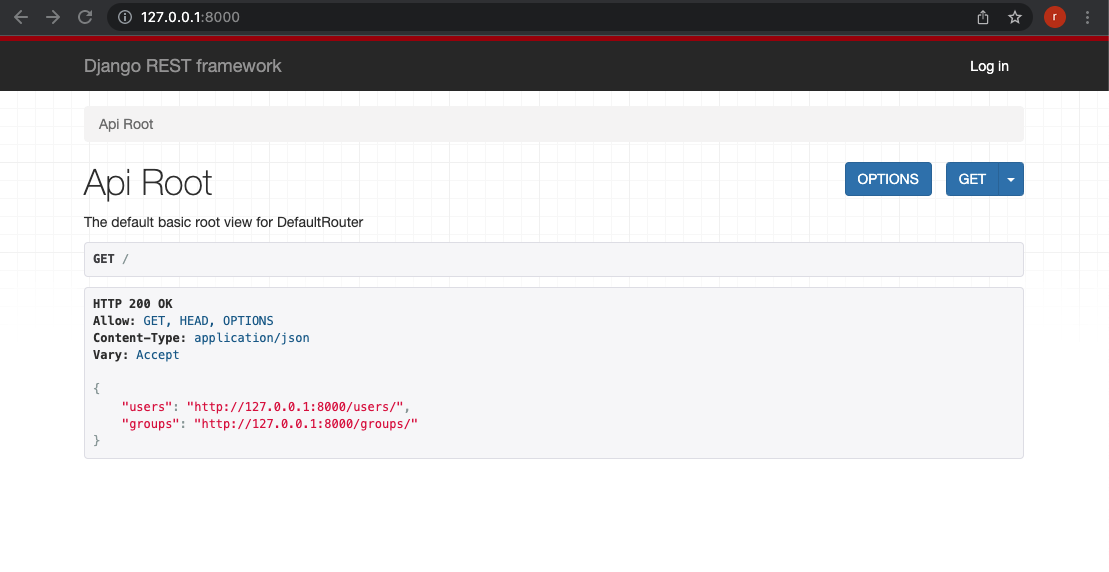 127.0.0.1:8000
r
Django REST framework
Log in
Api Root
Api Root
OPTIONS
GET
The default basic root view for DefaultRouter
GET /
HTTP 200 OK
Allow: GET, HEAD, OPTIONS
Content-Type: application/json
Vary: Accept
{
    "users": "http://127.0.0.1:8000/users/",
    "groups": "http://127.0.0.1:8000/groups/"
}